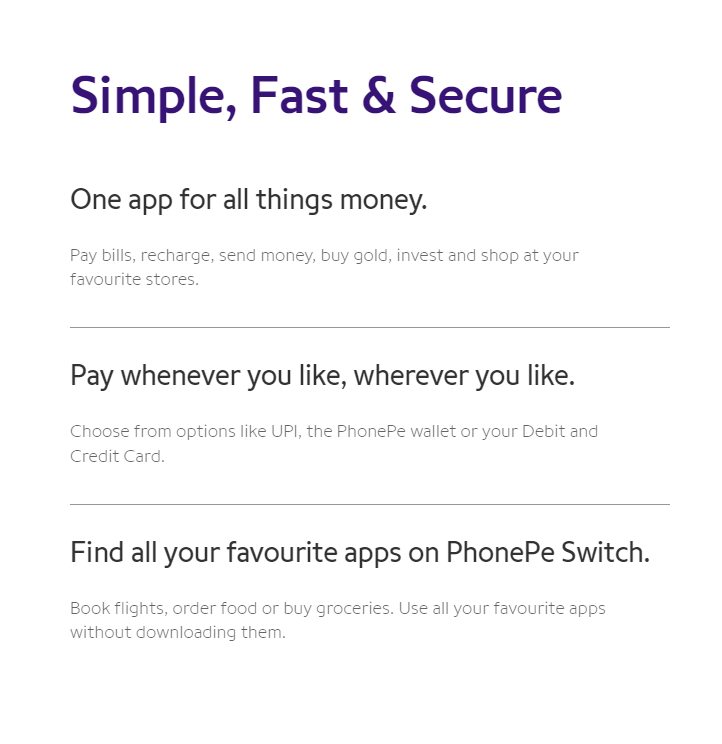 Simple, Fast & Secure
One app for all things money.
Pay bills, recharge, send money, buy gold, invest and shop at your
favourite stores.
Pay whenever you like, wherever you like.
Choose from options like UPI, the PhonePe wallet or your Debit and
Credit Card.
Find all your favourite apps on PhonePe Switch.
Book flights, order food or buy groceries. Use all your favourite apps
without downloading them.